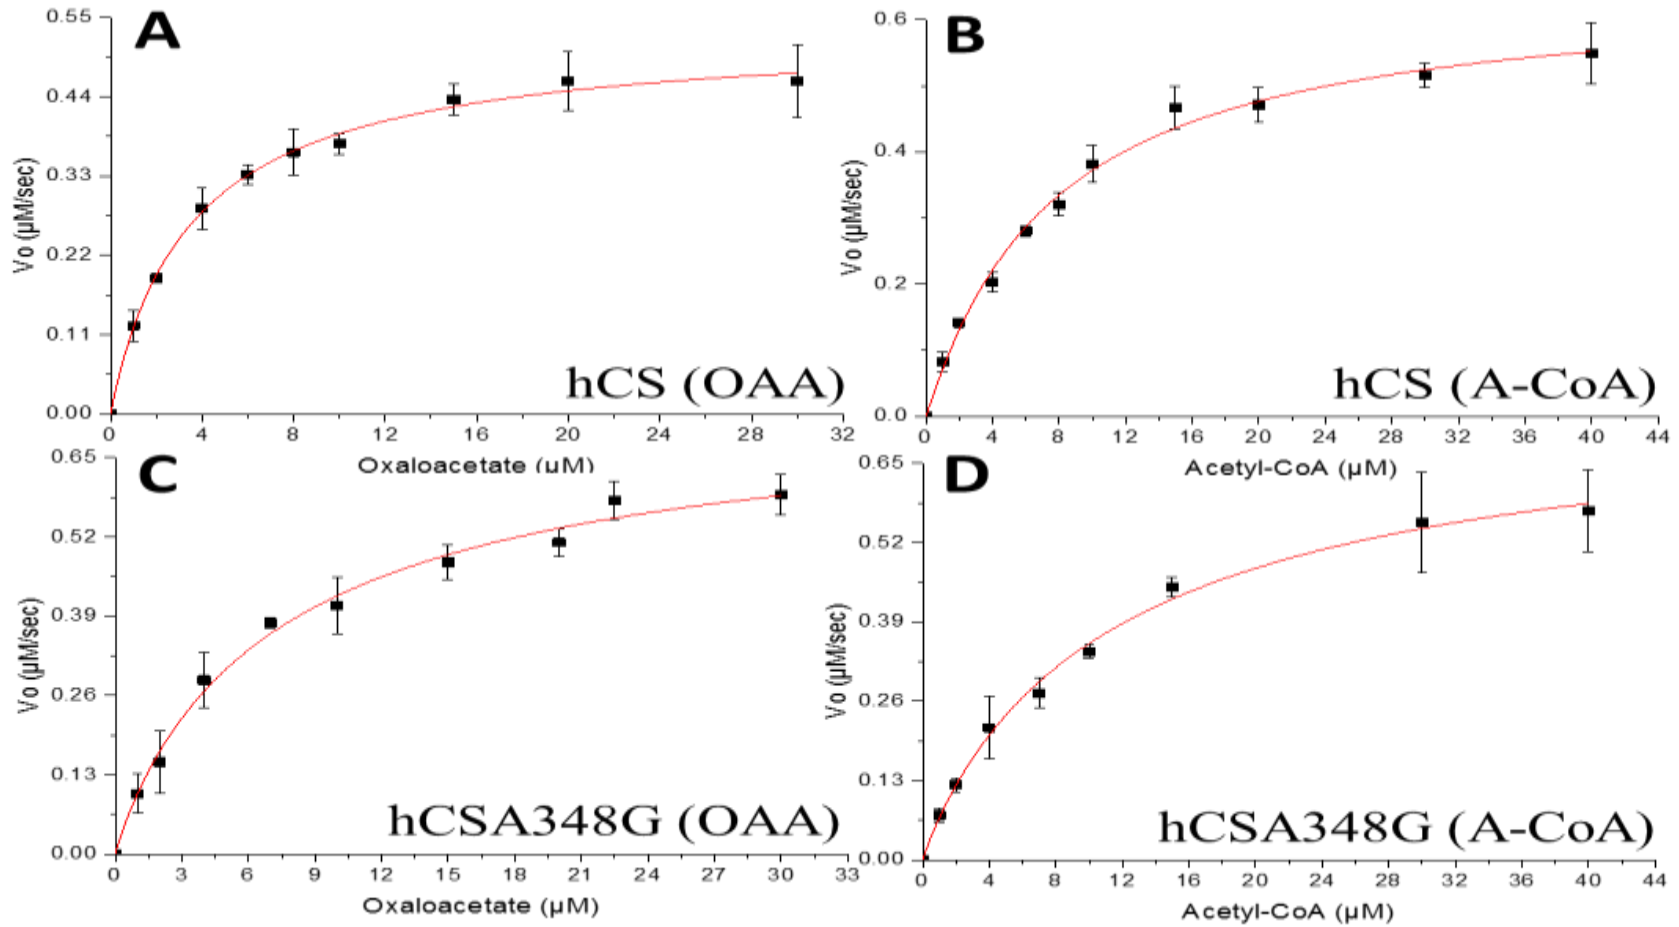 A
0.55
0.44
0.33
0.22
0.11
0.00
Vo (µM/sec)
hCS (OAA)
0 4 8 12 16 20 24 28 32
Oxaloacetate (µM)
B
0.6
0.4
0.2
0.0
Vo (µM/sec)
hCS (A-CoA)
0 4 8 12 16 20 24 28 32 36 40 44
Acetyl-CoA (µM)
C
0.65
0.52
0.39
0.26
0.13
0.00
Vo (µM/sec)
hCSA348G (OAA)
0 3 6 9 12 15 18 21 24 27 30 33
Oxaloacetate (µM)
D
0.65
0.52
0.39
0.26
0.13
0.00
Vo (µM/sec)
hCSA348G (A-CoA)
0 4 8 12 16 20 24 28 32 36 40 44
Acetyl-CoA (µM)